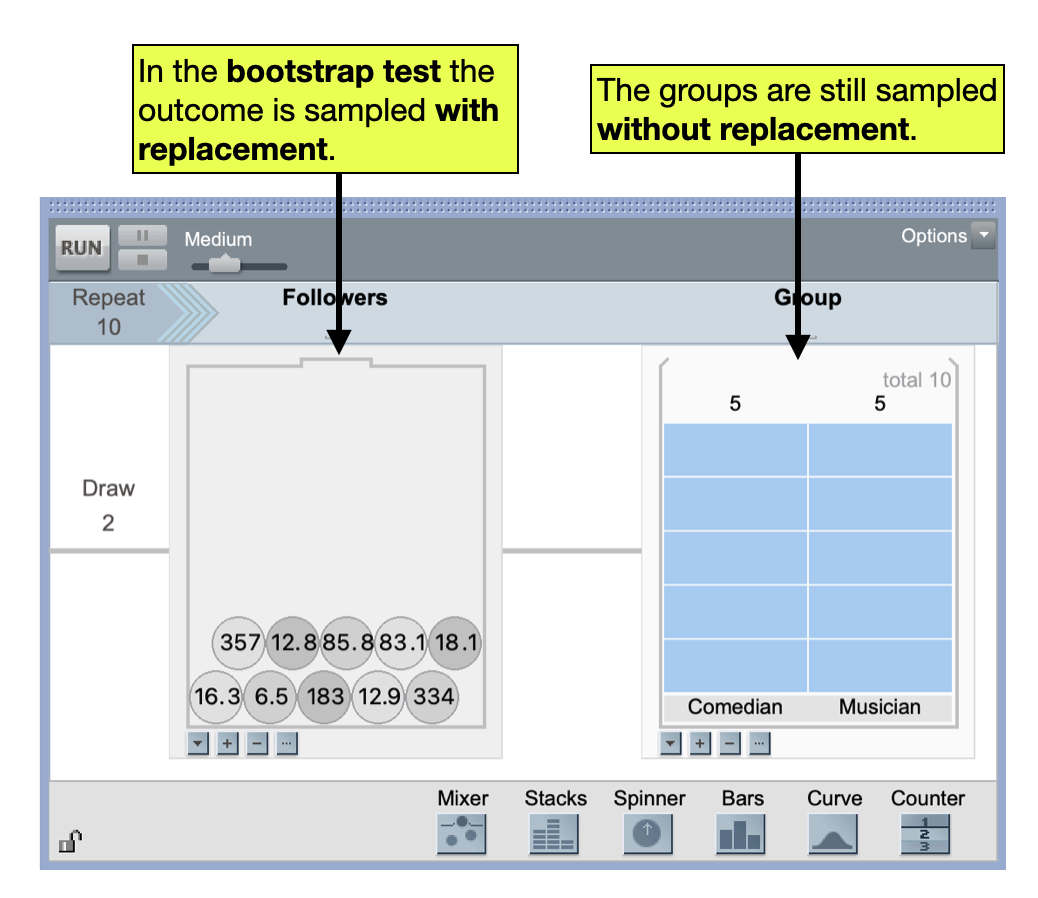 In the bootstrap test the
outcome is sampled with
replacement.
The groups are still sampled
without replacement.
RUN
Medium
Options
Repeat
10
Followers
Group
Draw
2
total 10
5 5
357 12.8 85.8 83.1 18.1
16.3 6.5 183 12.9 334
Comedian Musician
Mixer Stacks Spinner Bars Curve Counter
1
2
3